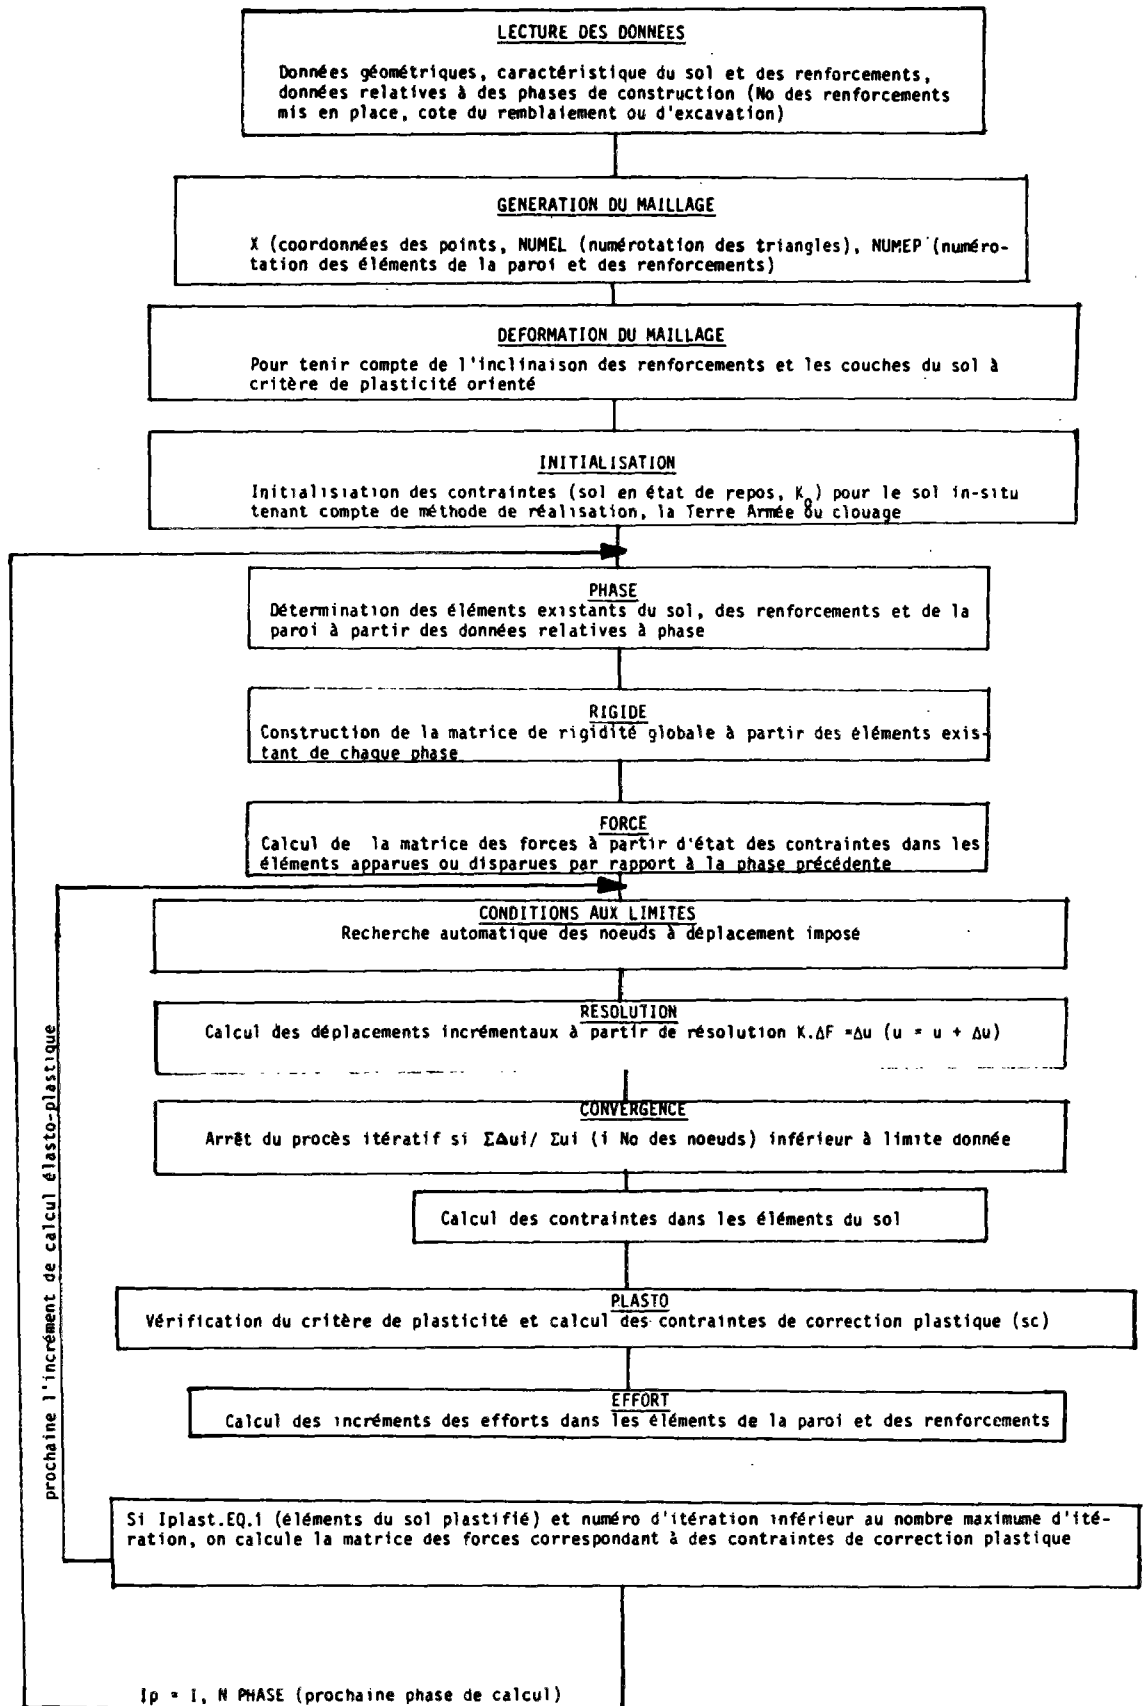 LECTURE DES DONNEES
Données géométriques, caractéristique du sol et des renforcements,
données relatives à des phases de construction (No des renforcements
mis en place, cote du remblaiement ou d'excavation)
GENERATION DU MAILLAGE
X (coordonnées des points, NUMEL (numérotation des triangles), NUMEP (numéro-
tation des éléments de la paroi et des renforcements)
DEFORMATION DU MAILLAGE
Pour tenir compte de l'inclinaison des renforcements et les couches du sol à
critère de plasticité orienté
INITIALISATION
Initialisiation des contraintes (sol en état de repos, K0) pour le sol in-situ
tenant compte de méthode de réalisation, la Terre Armée ou clouage
PHASE
Détermination des éléments existants du sol, des renforcements et de la
paroi à partir des données relatives à phase
RIGIDE
Construction de la matrice de rigidité globale à partir des éléments exis-
tant de chaque phase
FORCE
Calcul de la matrice des forces à partir d'état des contraintes dans les
éléments apparues ou disparues par rapport à la phase précédente
CONDITIONS AUX LIMITES
Recherche automatique des noeuds à déplacement imposé
RESOLUTION
Calcul des déplacements incrémentaux à partir de résolution K.ΔF =Δu (u = u + Δu)
CONVERGENCE
Arrêt du procès itératif si ΣΔui/ Σui (i No des noeuds) inférieur à limite donnée
Calcul des contraintes dans les éléments du sol
PLASTO
Vérification du critère de plasticité et calcul des contraintes de correction plastique (sc)
EFFORT
Calcul des incréments des efforts dans les éléments de la paroi et des renforcements
prochaine l'incrément de calcul élasto-plastique
Si Iplast.EQ.1 (éléments du sol plastifié) et numéro d'itération inférieur au nombre maximume d'ité-
ration, on calcule la matrice des forces correspondant à des contraintes de correction plastique
Ip = I, N PHASE (prochaine phase de calcul)